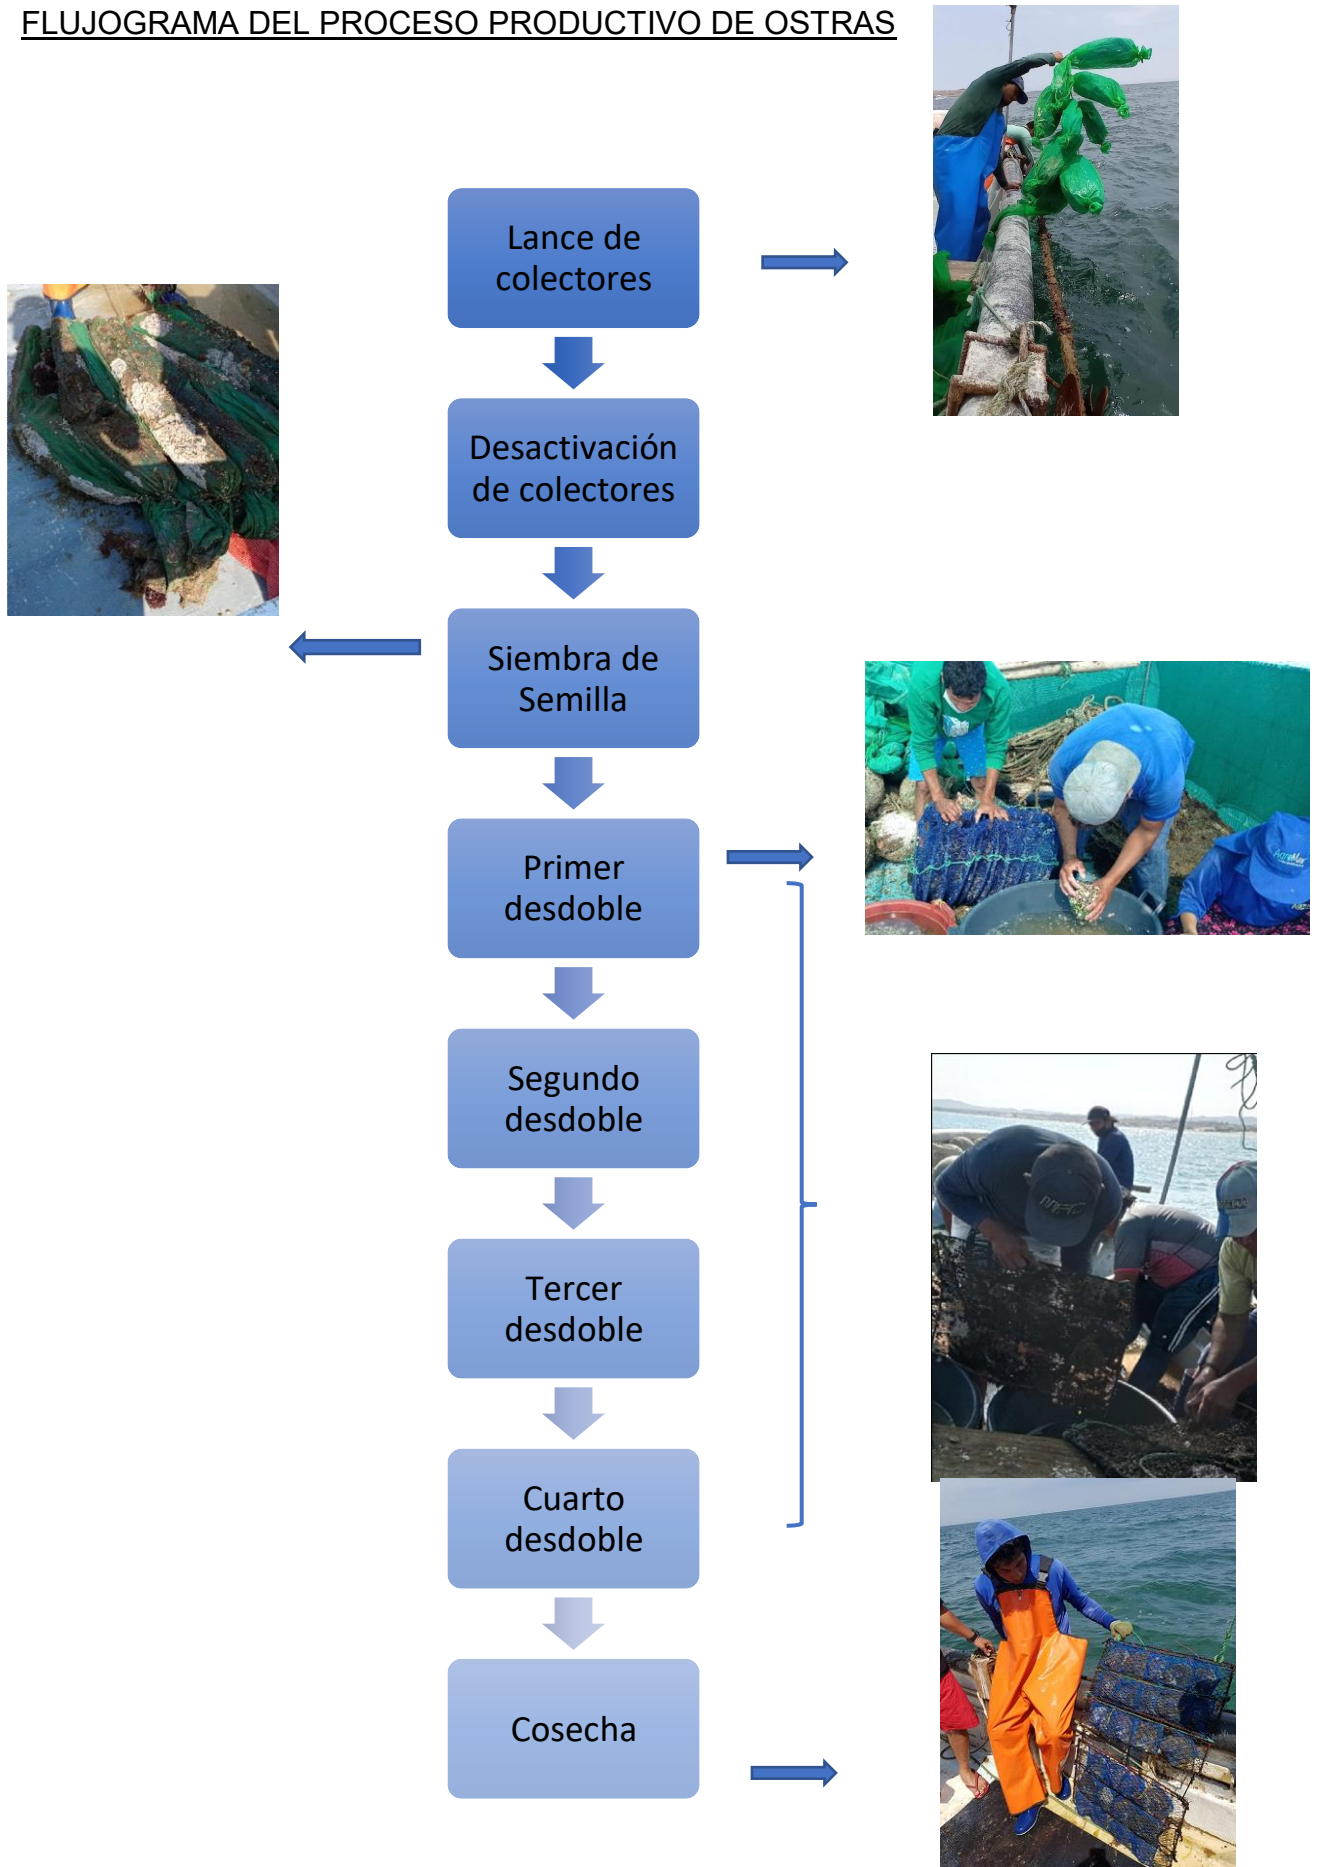 FLUJOGRAMA DEL PROCESO PRODUCTIVO DE OSTRAS
Lance de
colectores
Desactivación
de colectores
Siembra de
Semilla
Primer
desdoble
Segundo
desdoble
Tercer
desdoble
Cuarto
desdoble
Cosecha